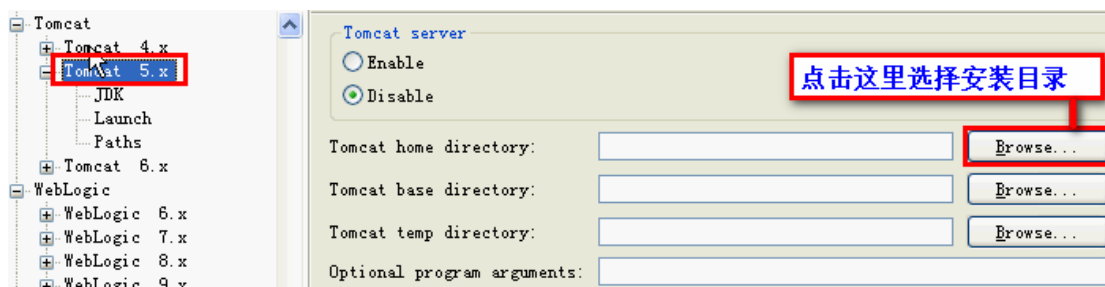 Tomcat
Tomcat 4.x
Tomcat 5.x
JDK
Launch
Paths
Tomcat 6.x
WebLogic
WebLogic 6.x
WebLogic 7.x
WebLogic 8.x
WebLogic 9.x
Tomcat server
Enable
Disable
点击这里选择安装目录
Tomcat home directory:
Browse...
Tomcat base directory:
Browse...
Tomcat temp directory:
Browse...
Optional program arguments: